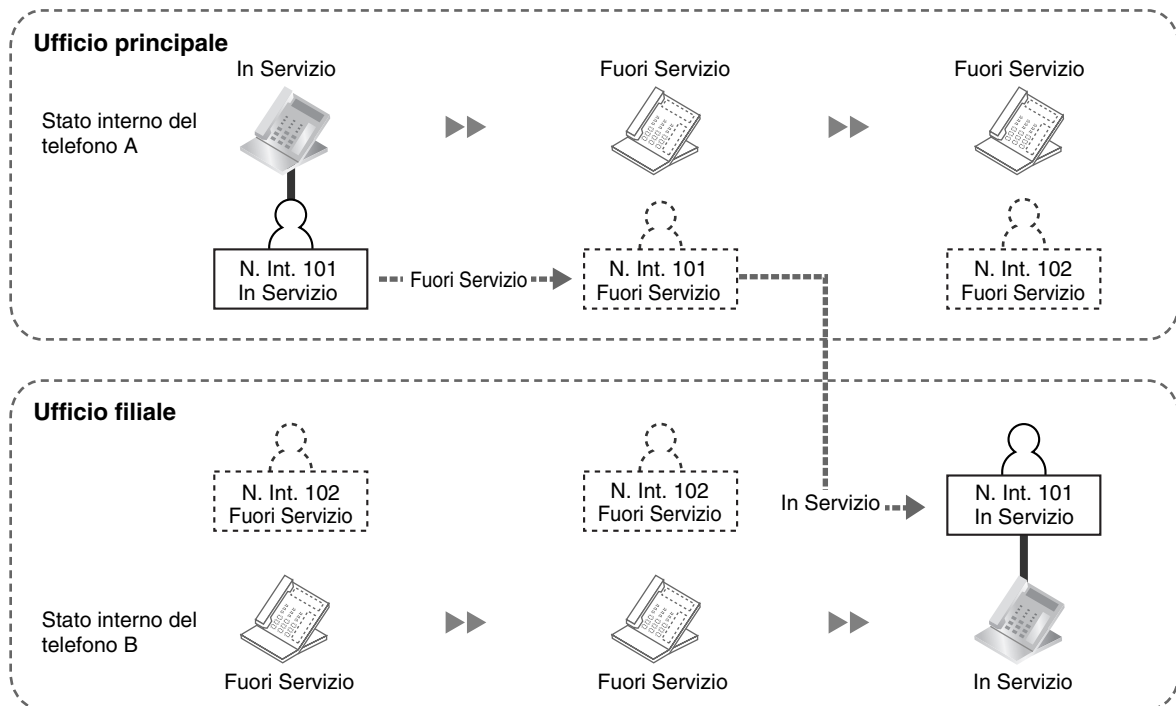 Ufficio principale
In Servizio
Fuori Servizio
Fuori Servizio
Stato interno del
telefono A
N. Int. 101
In Servizio
Fuori Servizio
N. Int. 101
Fuori Servizio
N. Int. 102
Fuori Servizio
Ufficio filiale
N. Int. 102
Fuori Servizio
N. Int. 102
Fuori Servizio
In Servizio
N. Int. 101
In Servizio
Stato interno del
telefono B
Fuori Servizio
Fuori Servizio
In Servizio